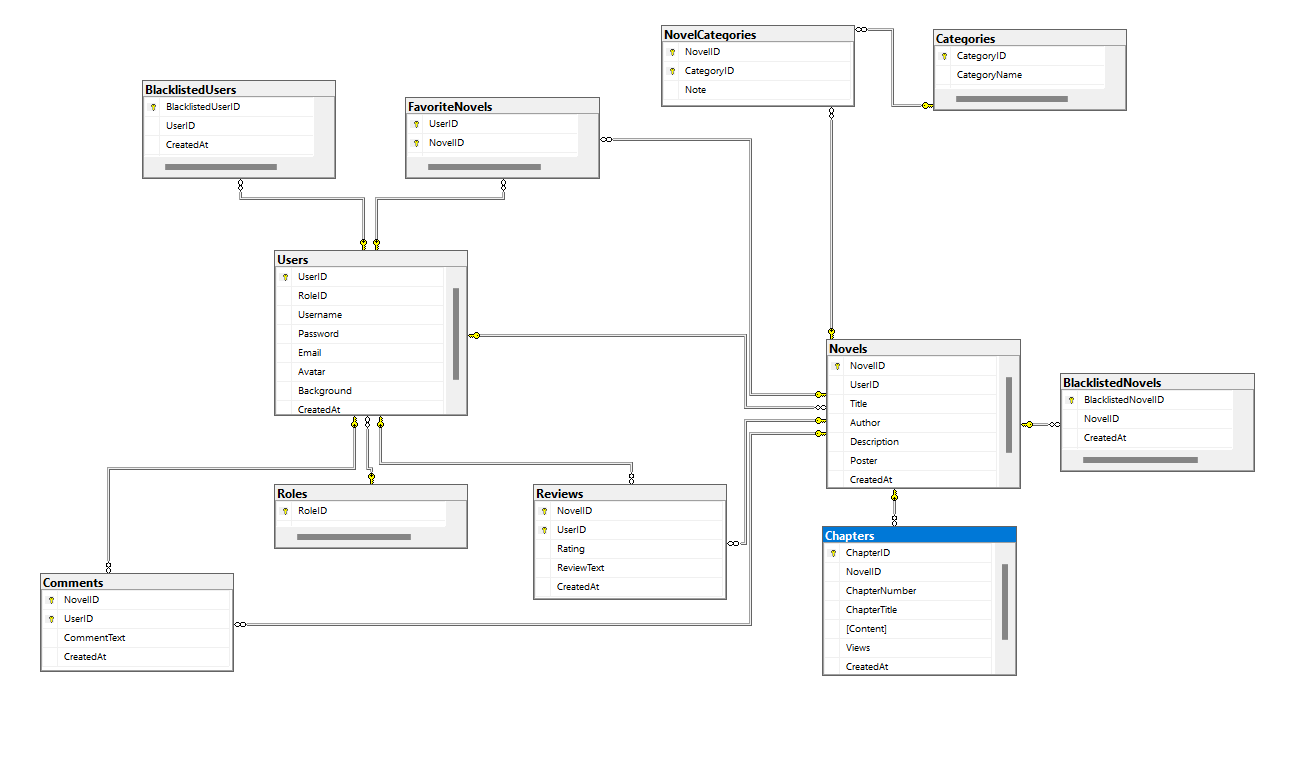 NovelCategories
NovelID
CategoryID
Note
Categories
CategoryID
CategoryName
BlacklistedUsers
BlacklistedUserID
UserID
CreatedAt
FavoriteNovels
UserID
NovelID
Users
UserID
RoleID
Username
Password
Email
Avatar
Background
CreatedAt
Novels
NovelID
UserID
Title
Author
Description
Poster
CreatedAt
BlacklistedNovels
BlacklistedNovelID
NovelID
CreatedAt
Roles
RoleID
Reviews
NovelID
UserID
Rating
ReviewText
CreatedAt
Chapters
ChapterID
NovelID
ChapterNumber
ChapterTitle
[Content]
Views
CreatedAt
Comments
NovelID
UserID
CommentText
CreatedAt